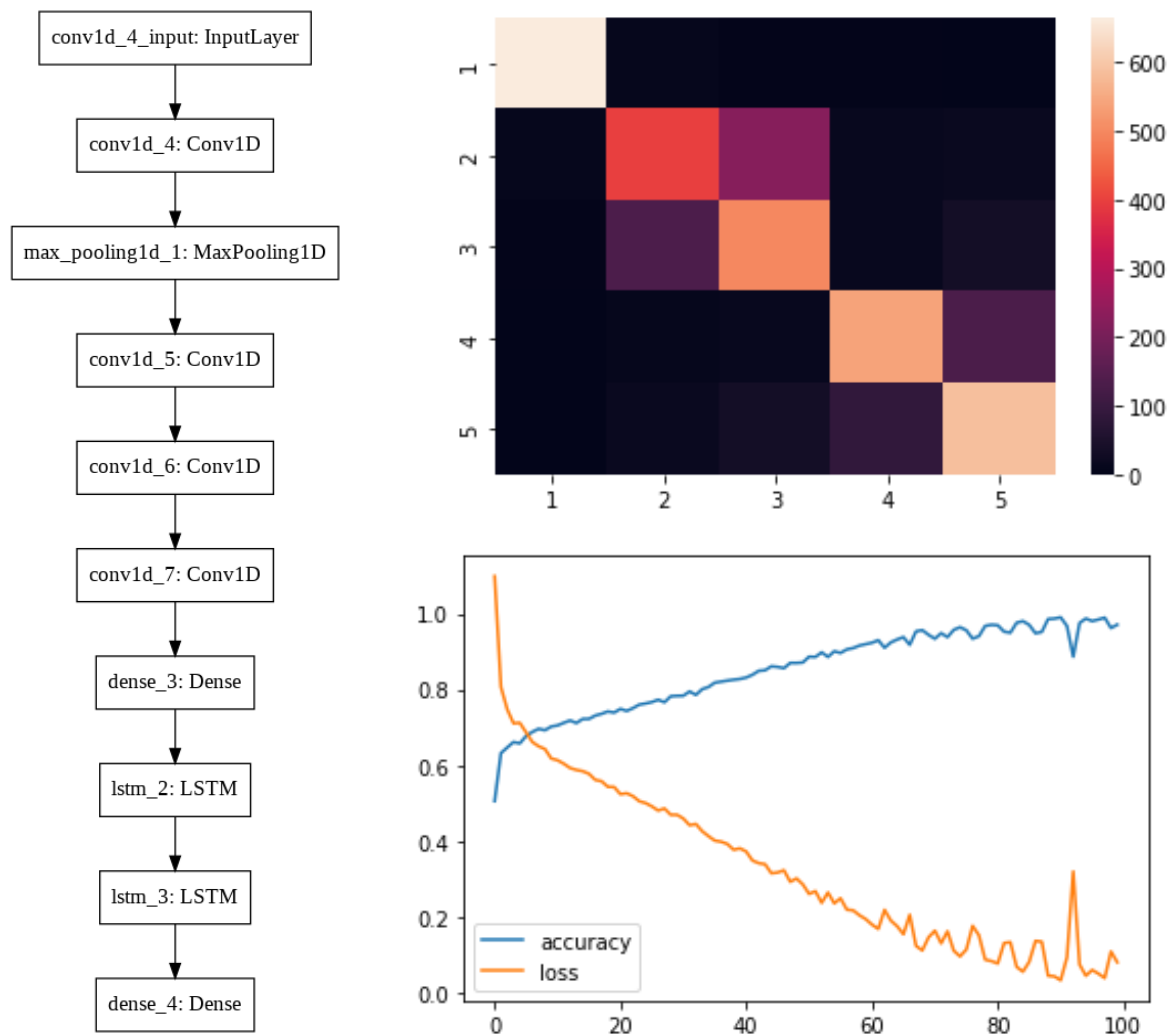 conv1d_4_input: InputLayer
conv1d_4: Conv1D
max_pooling1d_1: MaxPooling1D
conv1d_5: Conv1D
conv1d_6: Conv1D
conv1d_7: Conv1D
dense_3: Dense
lstm_2: LSTM
lstm_3: LSTM
dense_4: Dense
1
2
3
4
5
1 2 3 4 5
600
500
400
300
200
100
0
1.0
0.8
0.6
0.4
0.2
0.0
accuracy
loss
0 20 40 60 80 100